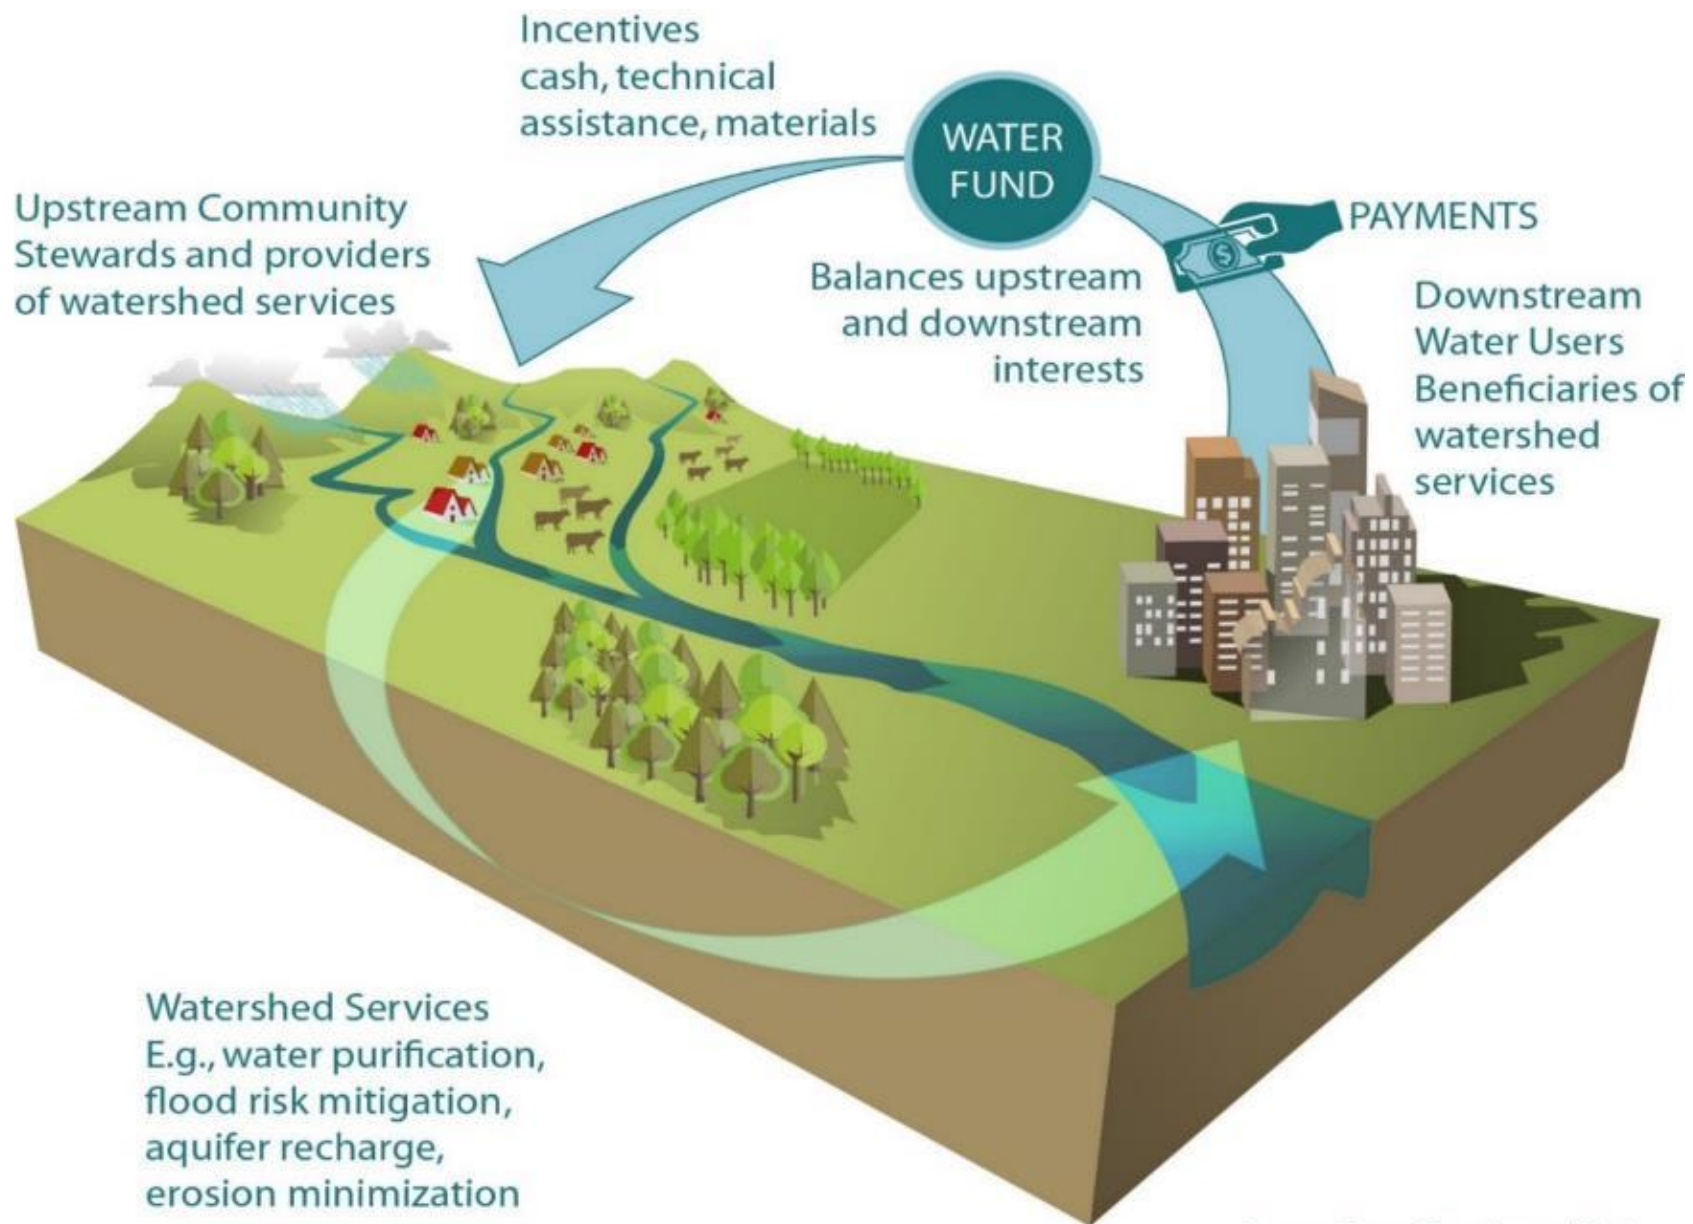 Incentives
cash, technical
assistance, materials
WATER
FUND
PAYMENTS
Upstream Community
Stewards and providers
of watershed services
Balances upstream
and downstream
interests
Downstream
Water Users
Beneficiaries of
watershed
services
Watershed Services
E.g., water purification,
flood risk mitigation,
aquifer recharge,
erosion minimization